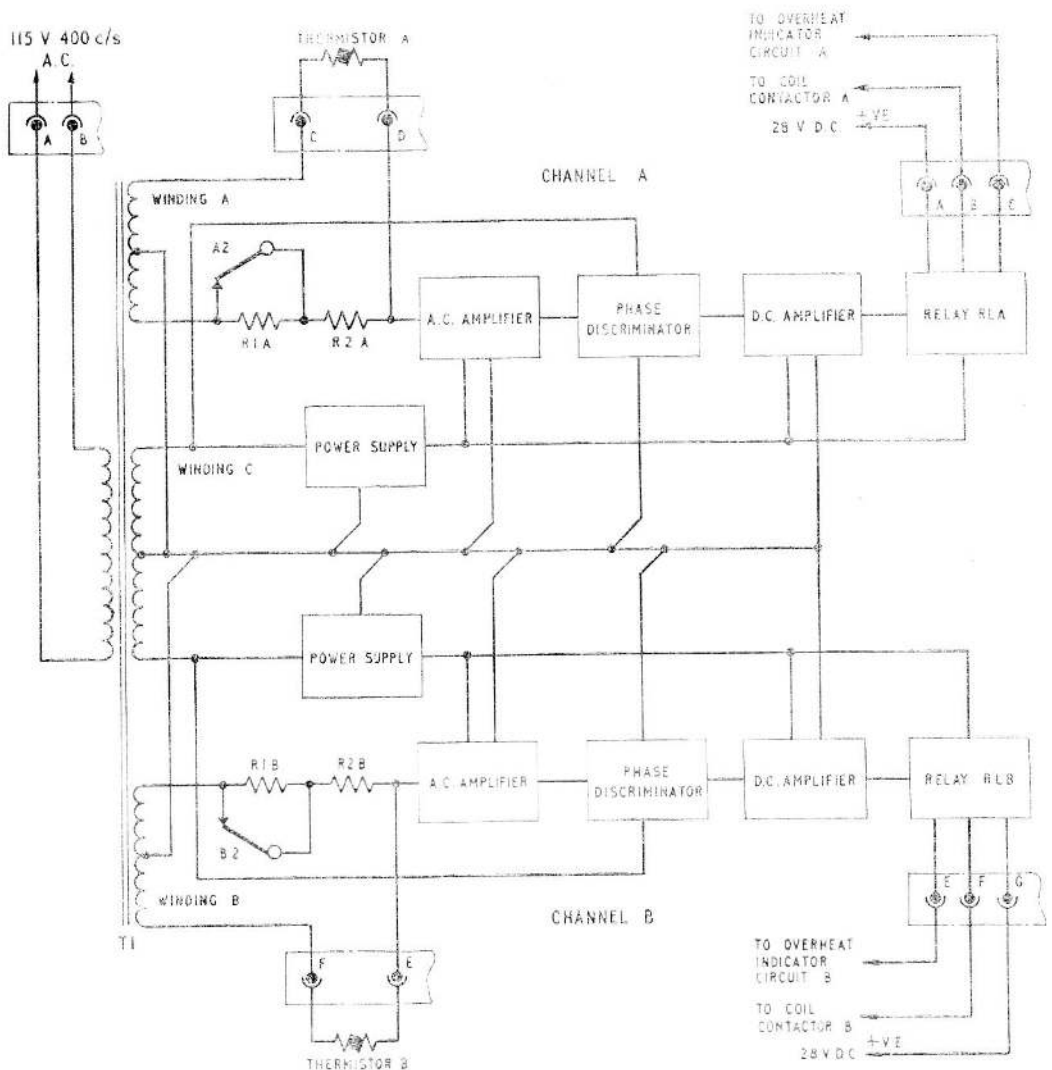 115 V 400 c/s
A.C.
A
B
THERMISTOR A
C
D
TO OVERHEAT
INDICATOR
CIRCUIT A
TO COIL
CONTACTOR A
+VE
28 V D.C.
A
B
C
CHANNEL A
WINDING A
A2
R1A
R2A
A.C. AMPLIFIER
PHASE
DISCRIMINATOR
D.C. AMPLIFIER
RELAY RLA
POWER SUPPLY
WINDING C
POWER SUPPLY
R1B
R2B
A.C. AMPLIFIER
PHASE
DISCRIMINATOR
D.C. AMPLIFIER
RELAY RLB
B2
WINDING B
CHANNEL B
T1
F
E
THERMISTOR B
E
F
G
TO OVERHEAT
INDICATOR
CIRCUIT B
TO COIL
CONTACTOR B
+VE
28 V DC